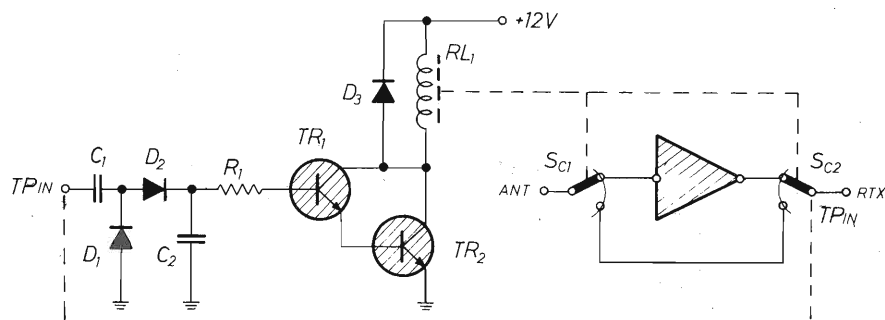 +12V
RL1
D3
TR1
C1
D2
R1
TPIN
D1
C2
TR2
SC1
SC2
ANT
RTX
TPIN